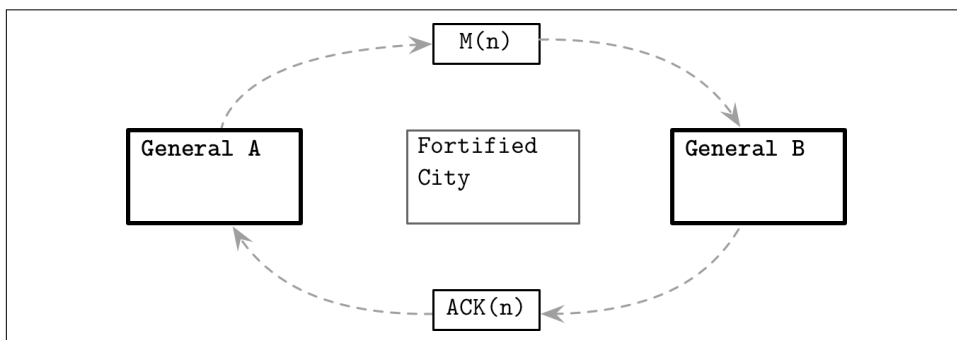 M(n)
General A
Fortified
City
General B
ACK(n)